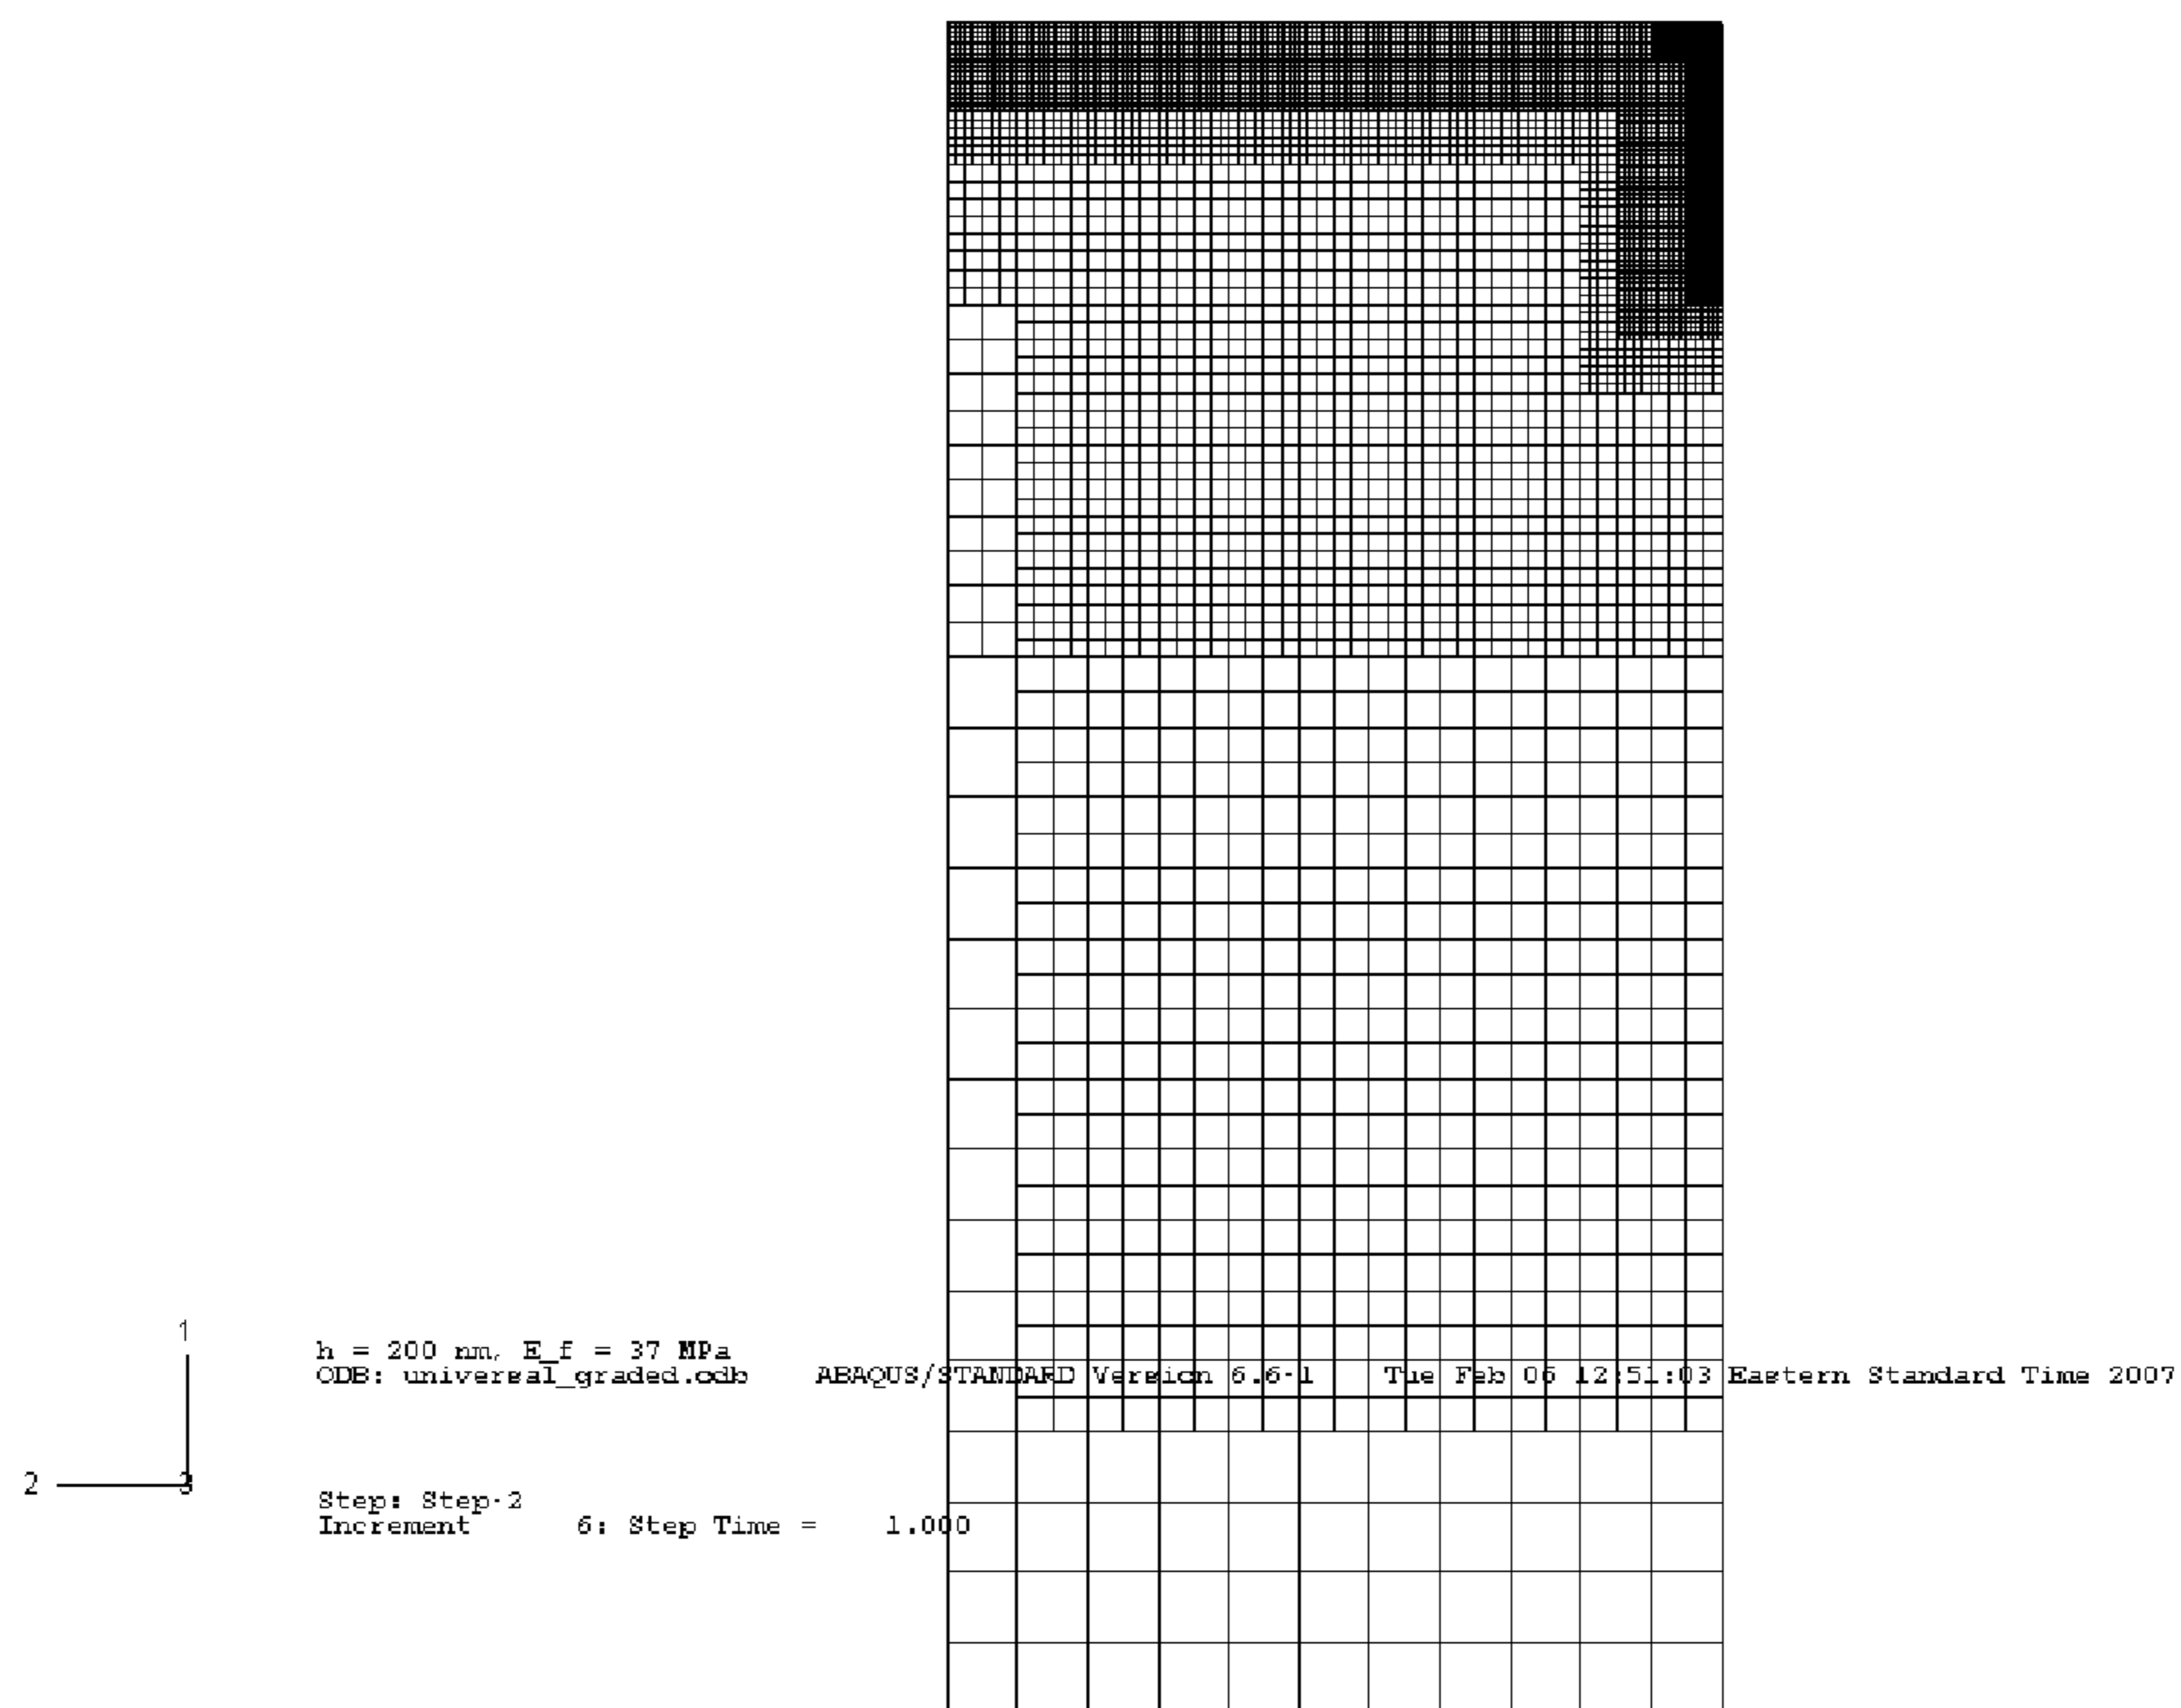 1
h = 200 nm, E_f = 37 MPa
ODB: universal_graded.odb ABAQUS/STANDARD Version 6.6-1 Tue Feb 06 12:51:03 Eastern Standard Time 2007
2
3
Step: Step-2
Increment 6: Step Time = 1.000